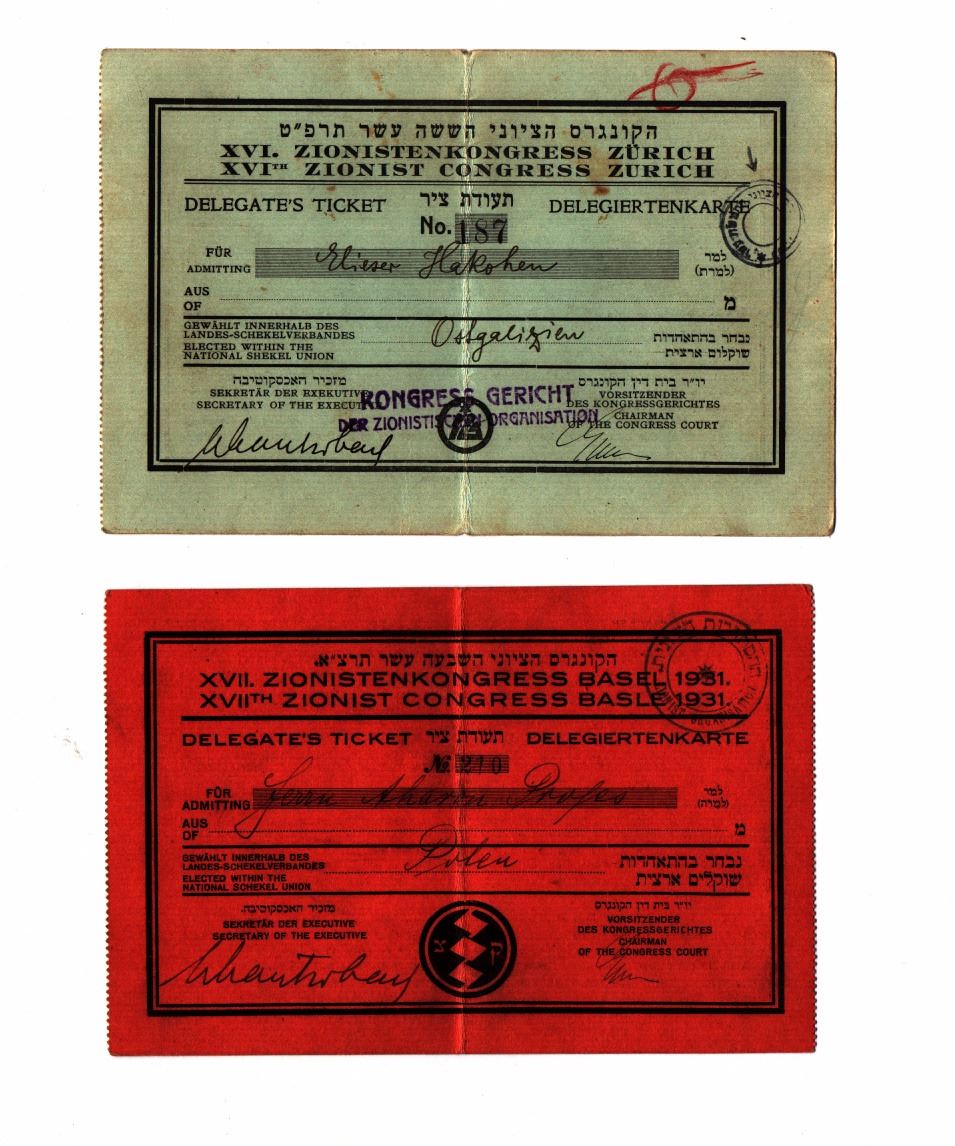 הקונגרס הציוני הששה עשר תרפ״ט
XVI. ZIONISTENKONGRESS ZÜRICH
XVITH ZIONIST CONGRESS ZURICH
DELEGATE'S TICKET תעודת ציר DELEGIERTENKARTE
No. 187
FÜR
ADMITTING Elieser Hakohen למר (למרת)
AUS
OF מ
GEWÄHLT INNERHALB DES
LANDES-SCHEKELVERBANDES
ELECTED WITHIN THE
NATIONAL SHEKEL UNION
Ostgalizien
נבחר בהתאחדות
שוקלים ארצית
מזכיר האכסקוטיבה
SEKRETÄR DER EXEKUTIVE
SECRETARY OF THE EXECUT
KONGRESS GERICHT
DER ZIONISTISCHEN ORGANISATION
יו״ר בית דין הקונגרס
VORSITZENDER
DES KONGRESSGERICHTES
CHAIRMAN
OF THE CONGRESS COURT
הקונגרס הציוני השבעה עשר תרצ״א.
XVII. ZIONISTENKONGRESS BASEL 1931.
XVIITH ZIONIST CONGRESS BASLE 1931.
DELEGATE'S TICKET תעודת ציר DELEGIERTENKARTE
No. 210
FÜR
ADMITTING Herrn Aharon Propes למר (למרה)
AUS
OF מ
GEWÄHLT INNERHALB DES
LANDES-SCHEKELVERBANDES
ELECTED WITHIN THE
NATIONAL SCHEKEL UNION
Polen
נבחר בהתאחדות
שוקלים ארצית
מזכיר האכסקוטיבה.
SEKRETÄR DER EXEKUTIVE
SECRETARY OF THE EXECUTIVE
צ ק
יו״ר בית דין הקונגרס
VORSITZENDER
DES KONGRESSGERICHTES
CHAIRMAN
OF THE CONGRESS COURT